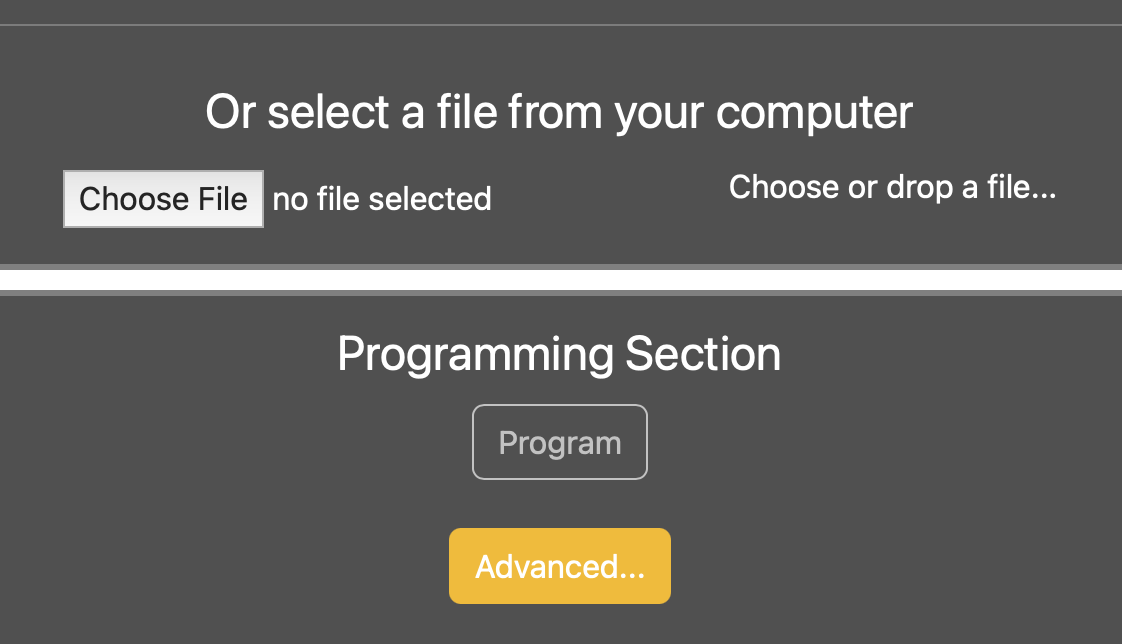 Or select a file from your computer
Choose File no file selected
Choose or drop a file...
Programming Section
Program
Advanced...